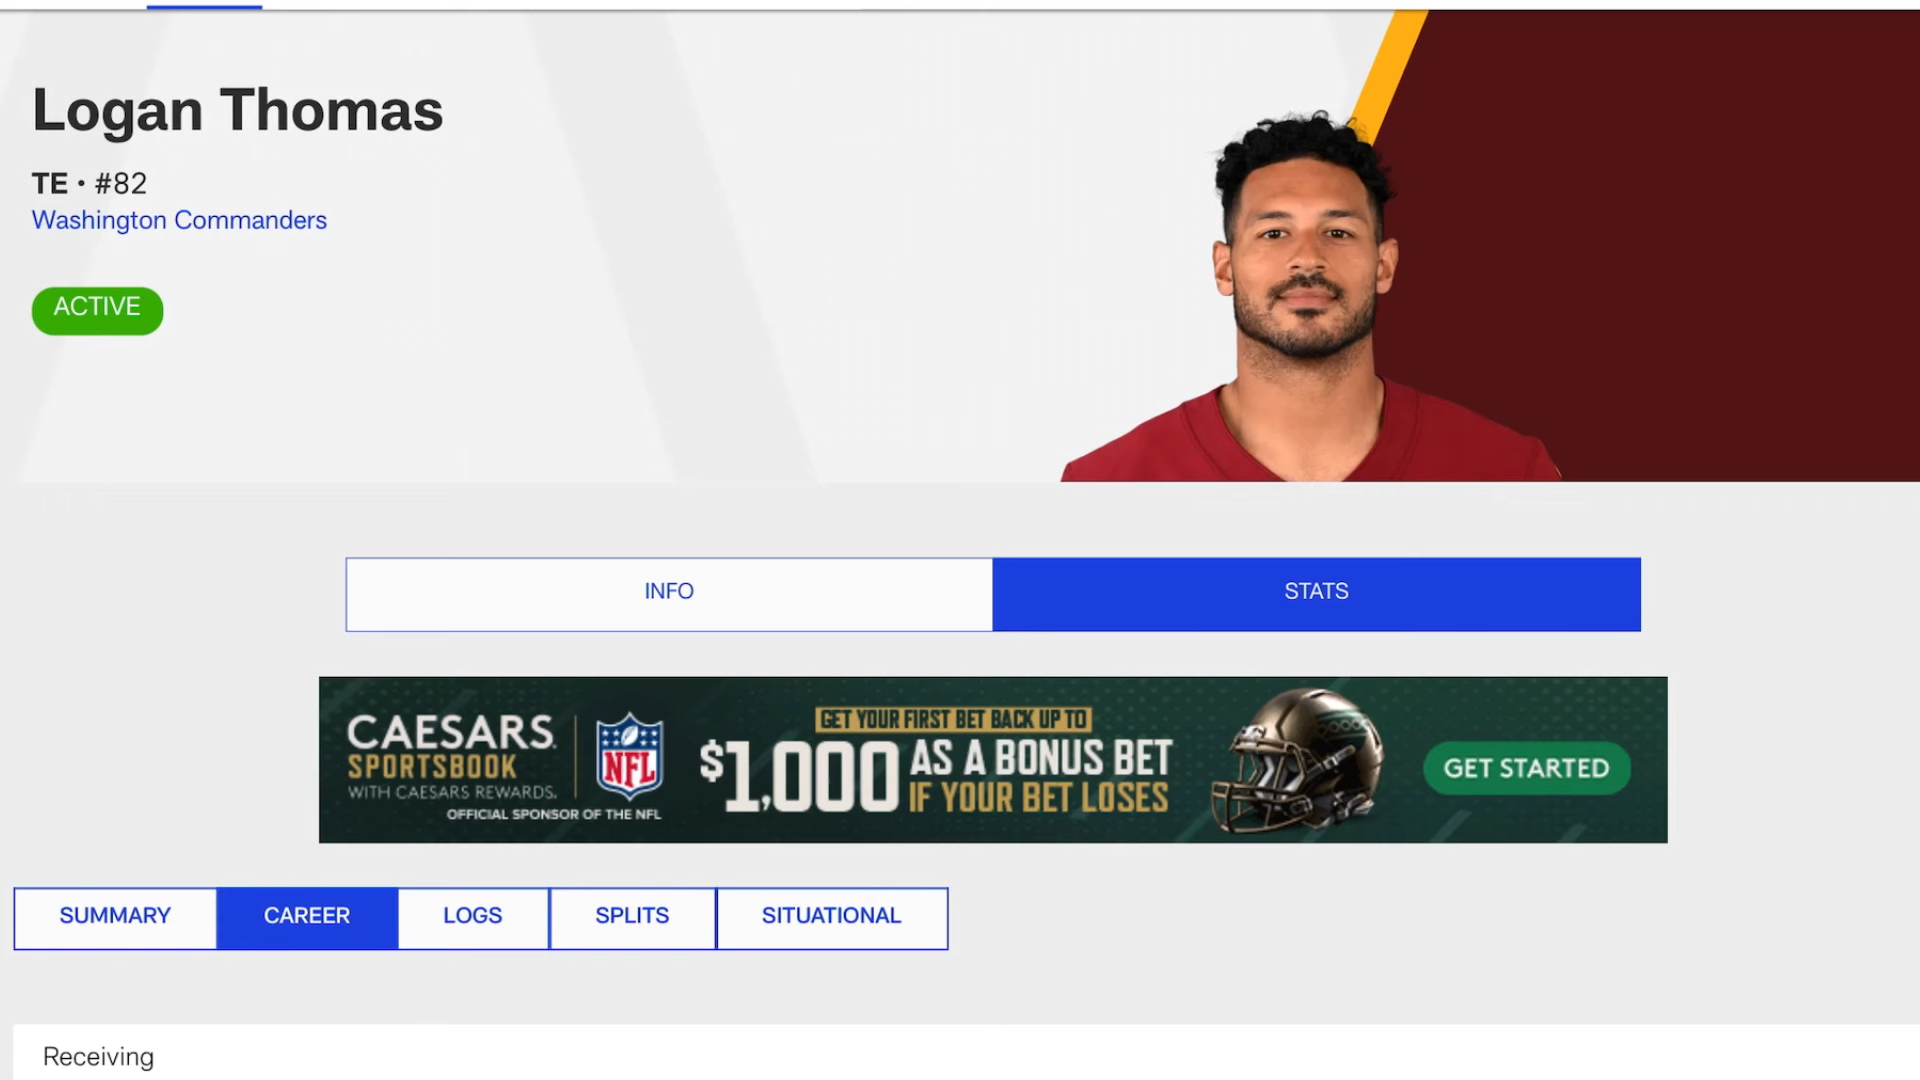 Logan Thomas
TE • #82
Washington Commanders
ACTIVE
INFO
STATS
CAESARS
SPORTSBOOK
WITH CAESARS REWARDS.
OFFICIAL SPONSOR OF THE NFL
NFL
GET YOUR FIRST BET BACK UP TO
$1,000 AS A BONUS BET
IF YOUR BET LOSES
GET STARTED
SUMMARY
CAREER
LOGS
SPLITS
SITUATIONAL
Receiving